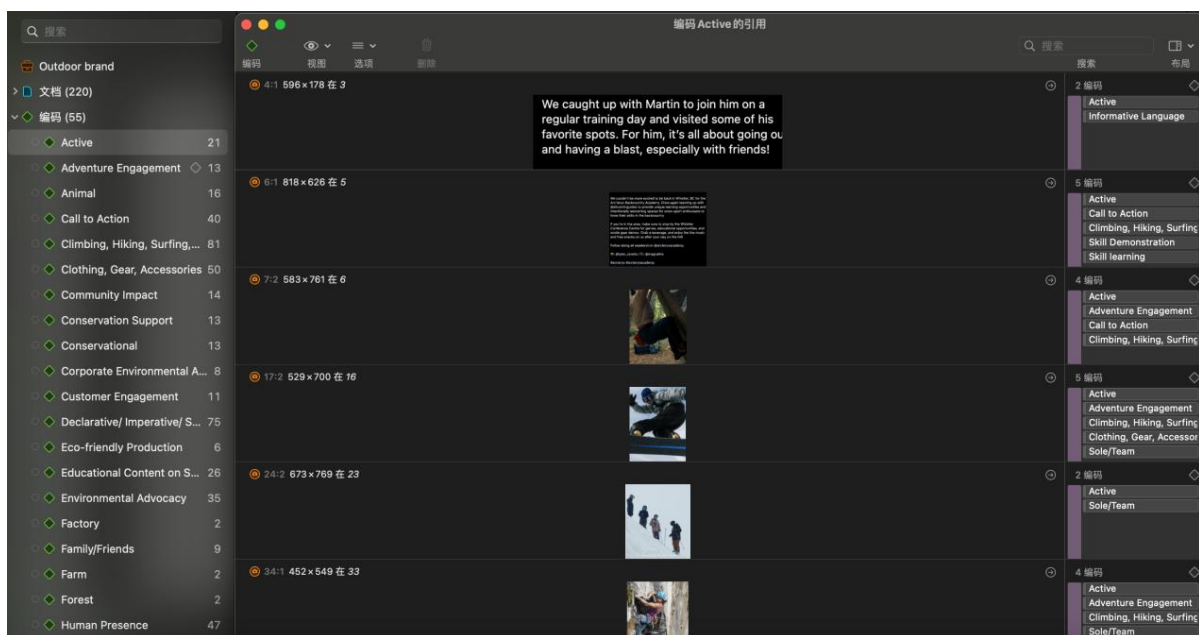 搜索
Outdoor brand
文档 (220)
编码 (55)
Active 21
Adventure Engagement 13
Animal 16
Call to Action 40
Climbing, Hiking, Surfing,... 81
Clothing, Gear, Accessories 50
Community Impact 14
Conservation Support 13
Conservational 13
Corporate Environmental A... 8
Customer Engagement 11
Declarative/ Imperative/ S... 75
Eco-friendly Production 6
Educational Content on S... 26
Environmental Advocacy 35
Factory 2
Family/Friends 9
Farm 2
Forest 2
Human Presence 47
编码 Active 的引用
编码 视图 选项 删除
搜索
搜索 布局
4:1 596×178 在 3
We caught up with Martin to join him on a
regular training day and visited some of his
favorite spots. For him, it's all about going ou
and having a blast, especially with friends!
2 编码
Active
Informative Language
6:1 818×626 在 5
5 编码
Active
Call to Action
Climbing, Hiking, Surfing
Skill Demonstration
Skill learning
7:2 583×761 在 6
4 编码
Active
Adventure Engagement
Call to Action
Climbing, Hiking, Surfing
17:2 529×700 在 16
5 编码
Active
Adventure Engagement
Climbing, Hiking, Surfing
Clothing, Gear, Accessor
Sole/Team
24:2 673×769 在 23
2 编码
Active
Sole/Team
34:1 452×549 在 33
4 编码
Active
Adventure Engagement
Climbing, Hiking, Surfing
Sole/Team